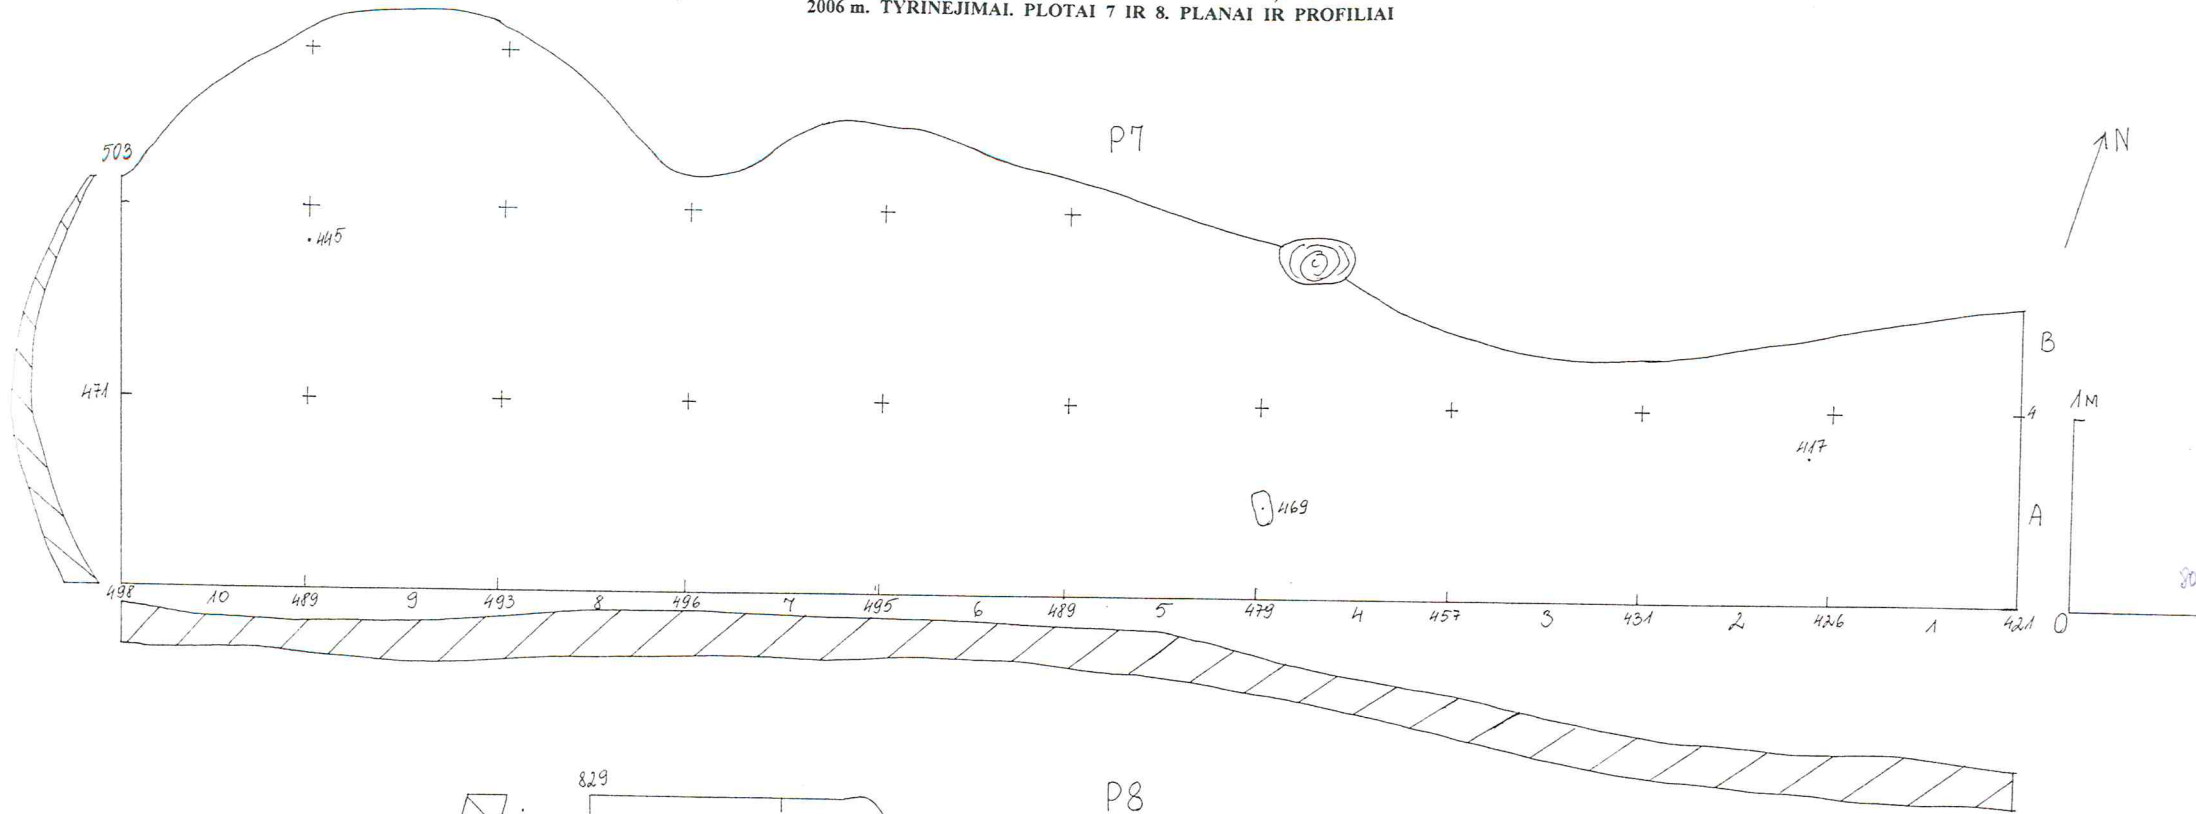 2006 m. TYRINĖJIMAI. PLOTAI 7 IR 8. PLANAI IR PROFILIAI
P7
N
503
445
B
471
4
1M
417
469
A
498 10 489 9 493 8 496 7 495 6 489 5 479 4 457 3 431 2 426 1 421 0
80
829
P8